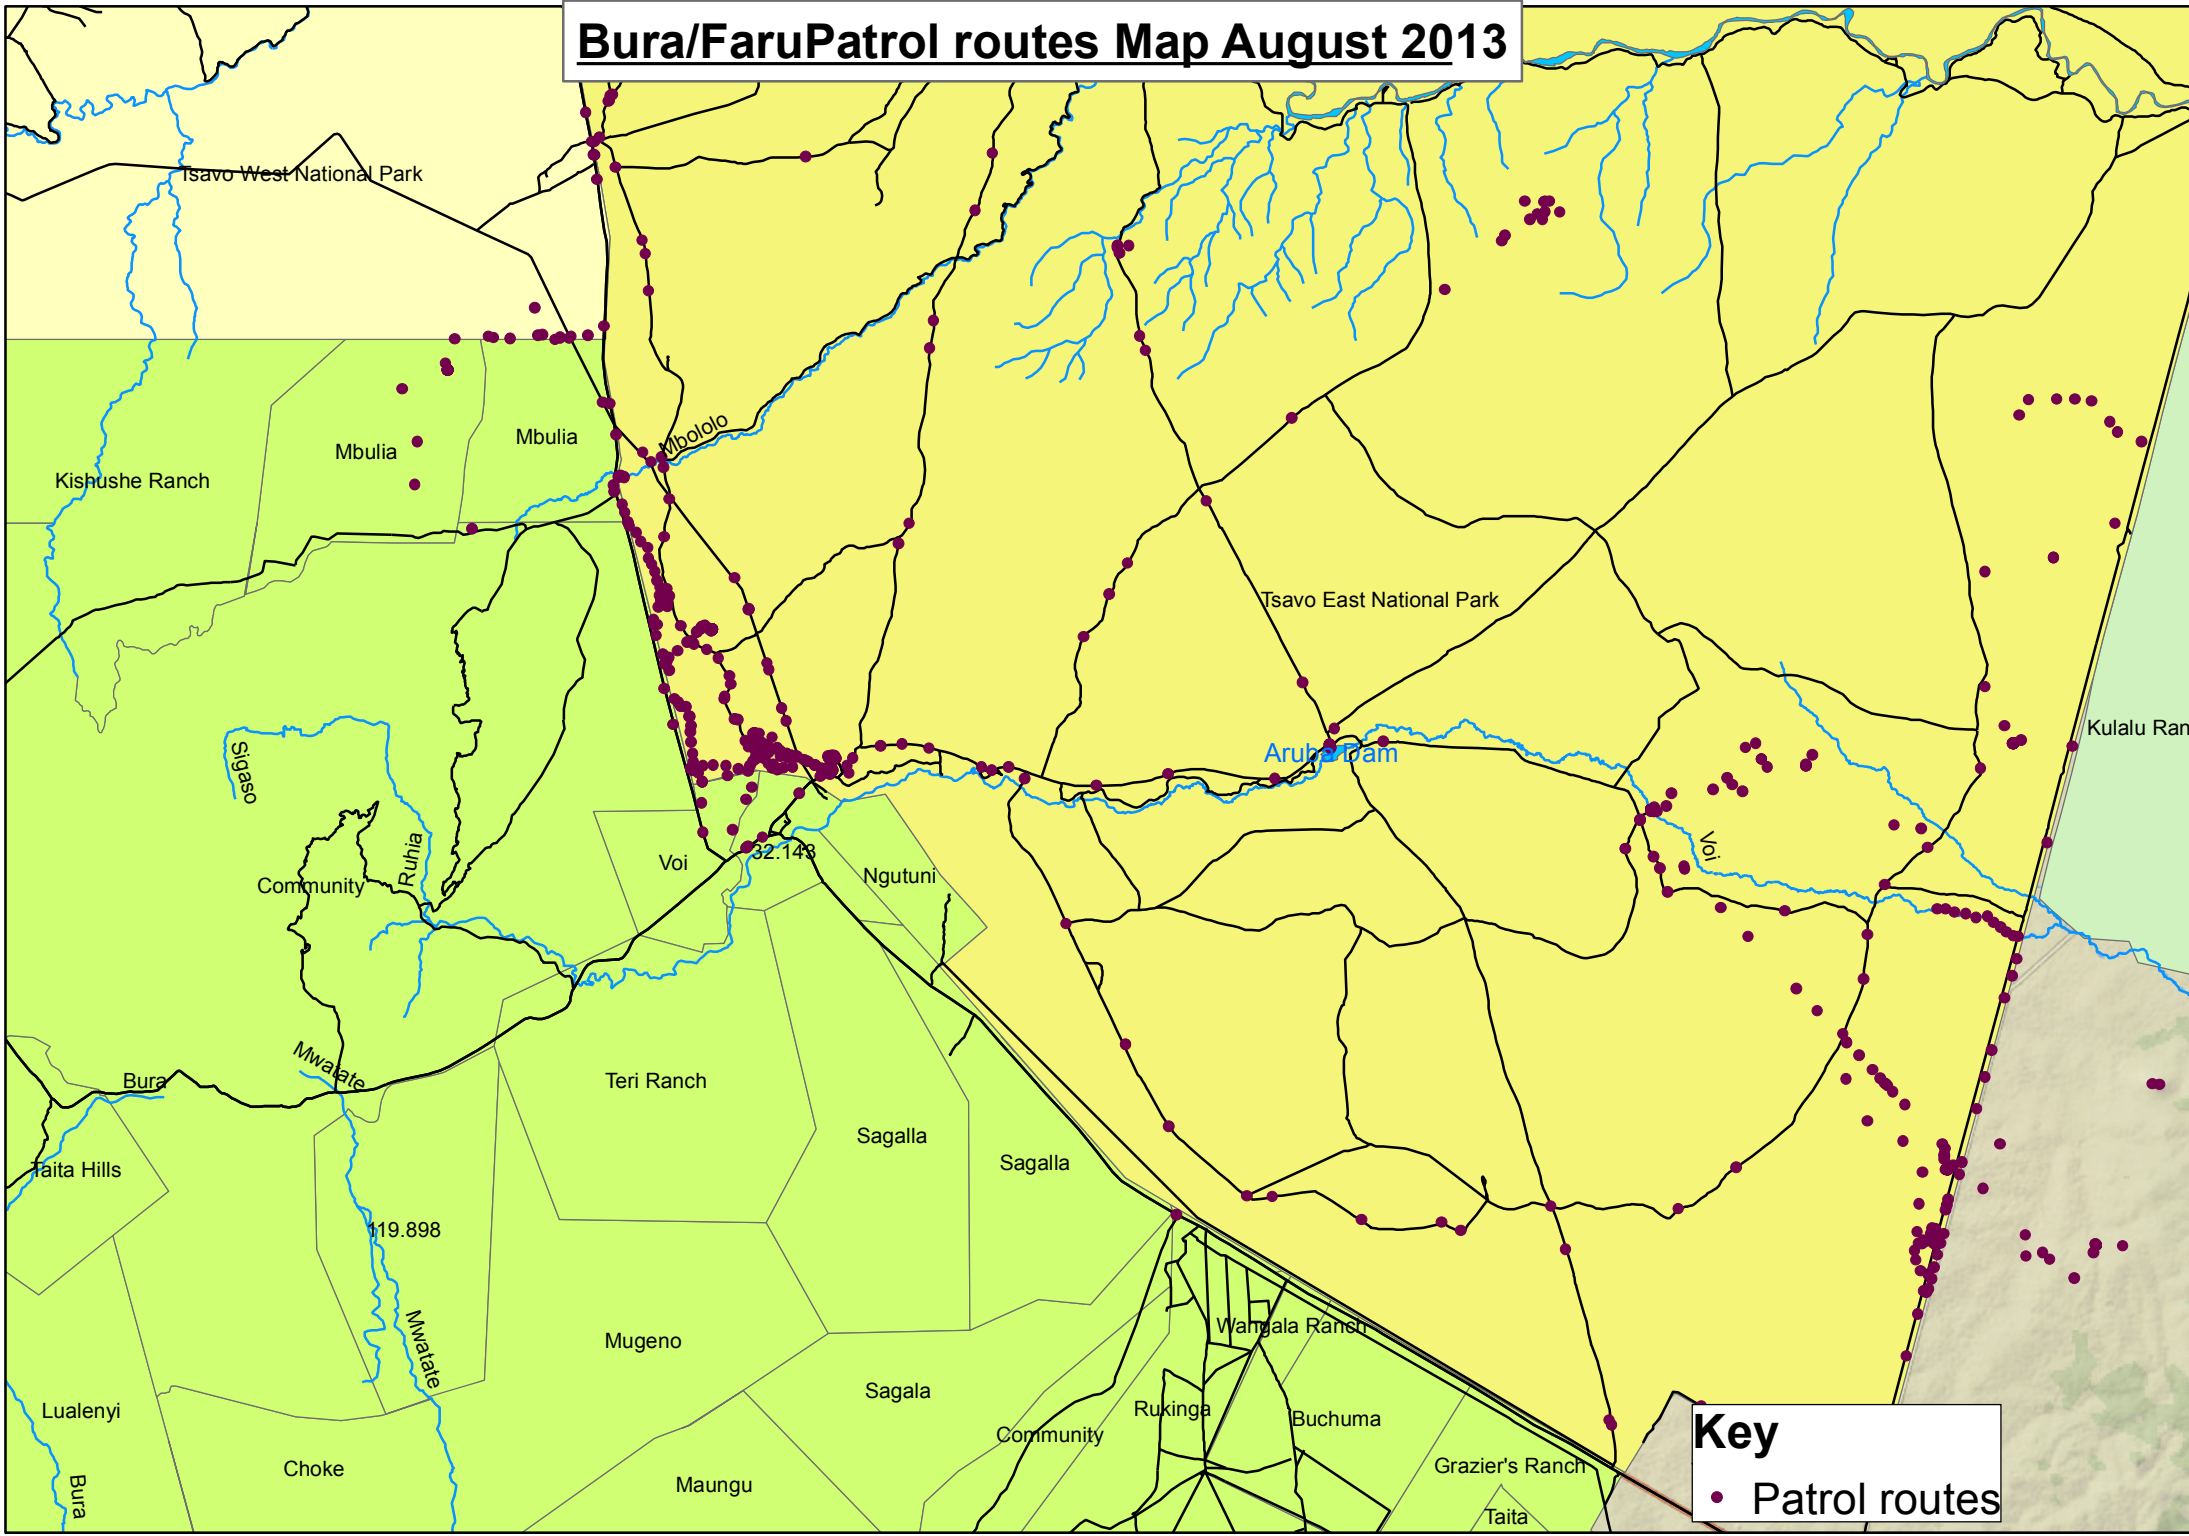 Bura/FaruPatrol routes Map August 2013
Tsavo West National Park
Mbololo
Mbulia
Mbulia
Kishushe Ranch
Tsavo East National Park
Kulalu Ran
Aruba Dam
Sigaso
Ruhia
Voi
32.143
Voi
Ngutuni
Community
Mwatate
Bura
Teri Ranch
Sagalla
Sagalla
Taita Hills
119.898
Mwatate
Mugeno
Wangala Ranch
Sagala
Rukinga
Buchuma
Lualenyi
Community
Choke
Maungu
Grazier's Ranch
Bura
Taita
Key
Patrol routes